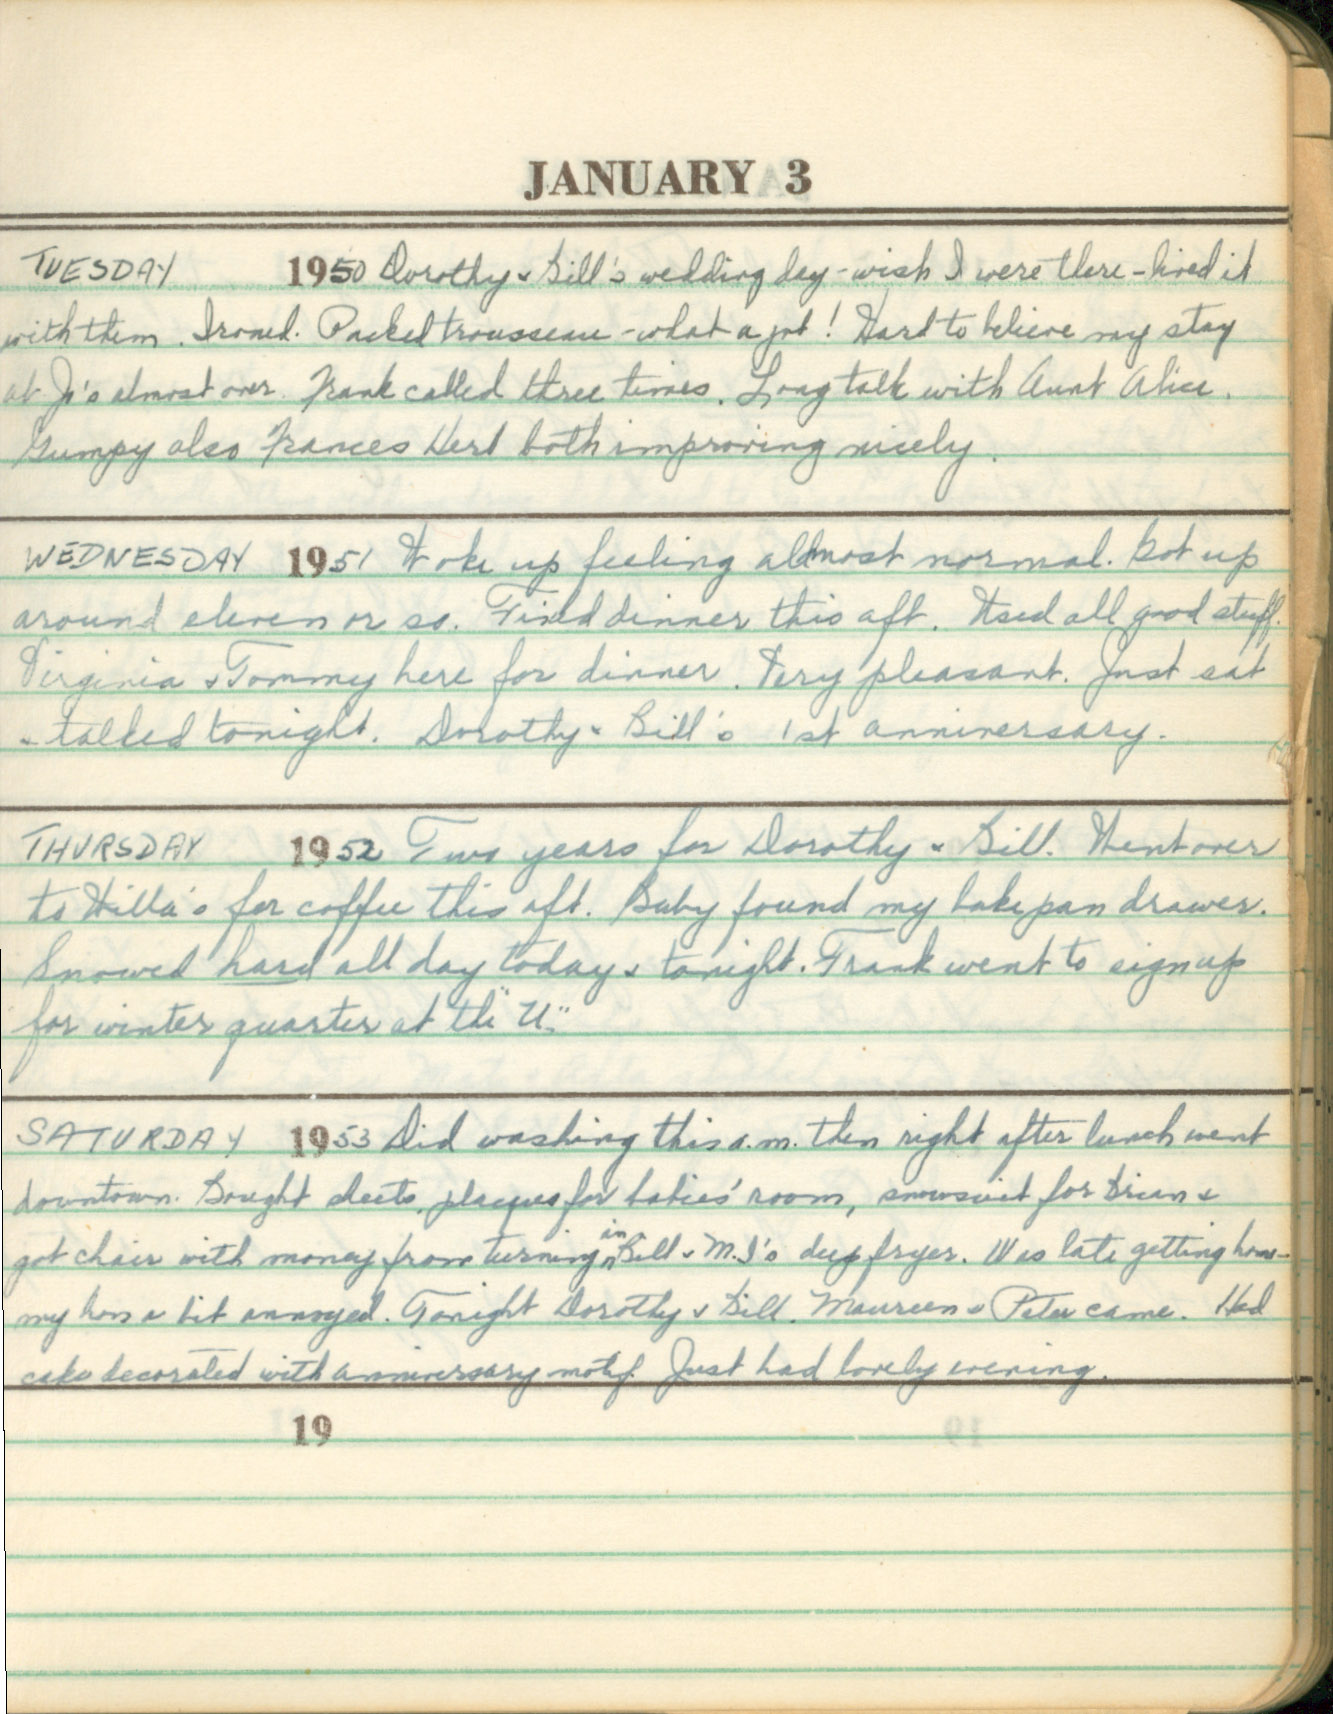 JANUARY 3
TUESDAY 1950 Dorothy & Bill's wedding day - wish I were there - lived it
with them. Ironed. Packed trousseau - what a job! Hard to believe my stay
at J's almost over. Frank called three times. Long talk with Aunt Alice.
Gumpy also Frances Herb both improving nicely.
WEDNESDAY 1951 Woke up feeling almost normal. Got up
around eleven or so. Fixed dinner this aft. Used all good stuff.
Virginia & Tommy here for dinner. Very pleasant. Just sat
& talked tonight. Dorothy & Bill's 1st anniversary.
THURSDAY 1952 Two years for Dorothy & Bill. Went over
to Willa's for coffee this aft. Baby found my bake pan drawer.
Snowed hard all day today & tonight. Frank went to sign up
for winter quarter at the "U".
SATURDAY 1953 Did washing this a.m. then right after lunch went
downtown. Bought sheets, plaques for babies' room, snowsuit for Brian &
got chair with money from turning in Bill & M.J's deep fryer. Was late getting home -
my hon a bit annoyed. Tonight Dorothy & Bill. Maureen & Peter came. Had
cake decorated with anniversary motif. Just had lovely evening.
19